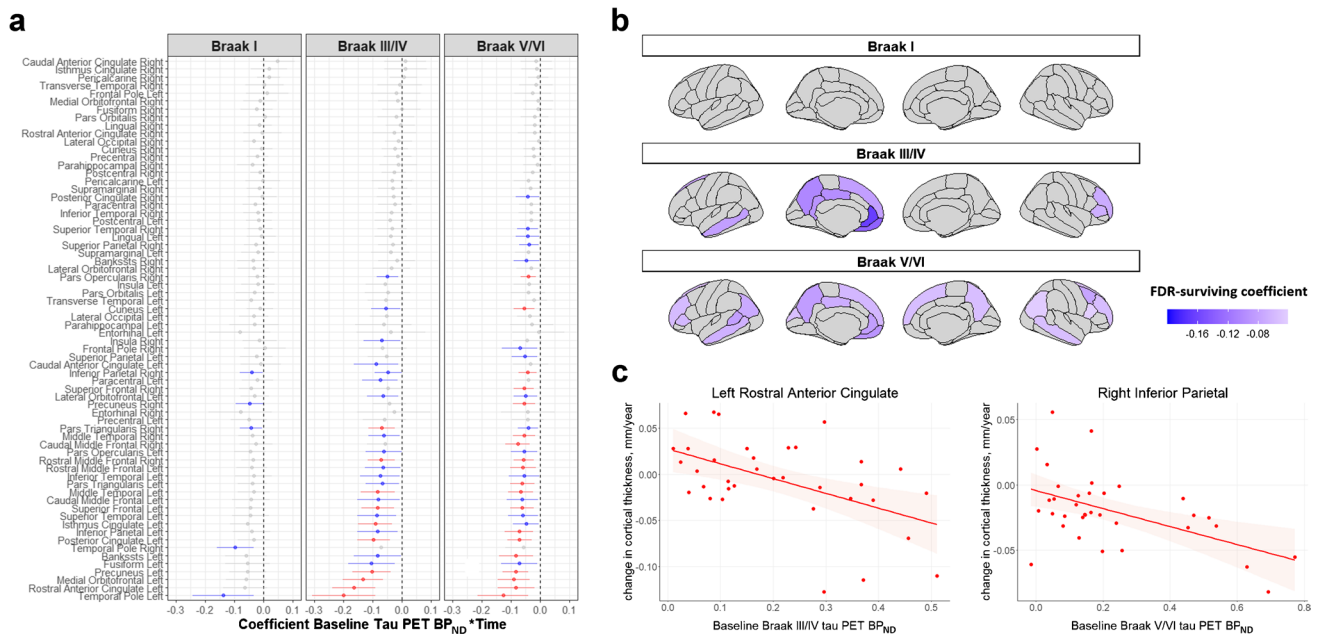 a
Braak I
Braak III/IV
Braak V/VI
Caudal Anterior Cingulate Right
Isthmus Cingulate Right
Pericalcarine Right
Transverse Temporal Right
Frontal Pole Left
Medial Orbitofrontal Right
Fusiform Right
Pars Orbitalis Right
Lingual Right
Rostral Anterior Cingulate Right
Lateral Occipital Right
Cuneus Right
Precentral Right
Parahippocampal Right
Postcentral Right
Pericalcarine Left
Supramarginal Right
Posterior Cingulate Right
Paracentral Right
Inferior Temporal Right
Postcentral Left
Superior Temporal Right
Lingual Left
Superior Parietal Right
Supramarginal Left
Bankssts Right
Lateral Orbitofrontal Right
Pars Opercularis Right
Insula Left
Pars Orbitalis Left
Transverse Temporal Left
Cuneus Left
Lateral Occipital Left
Parahippocampal Left
Entorhinal Left
Insula Right
Frontal Pole Right
Superior Parietal Left
Caudal Anterior Cingulate Left
Inferior Parietal Right
Paracentral Left
Superior Frontal Right
Lateral Orbitofrontal Left
Precuneus Right
Entorhinal Right
Precentral Left
Pars Triangularis Right
Middle Temporal Right
Caudal Middle Frontal Right
Pars Opercularis Left
Rostral Middle Frontal Right
Rostral Middle Frontal Left
Inferior Temporal Left
Pars Triangularis Left
Middle Temporal Left
Caudal Middle Frontal Left
Superior Frontal Left
Superior Temporal Left
Isthmus Cingulate Left
Inferior Parietal Left
Posterior Cingulate Left
Temporal Pole Right
Bankssts Left
Fusiform Left
Precuneus Left
Medial Orbitofrontal Left
Rostral Anterior Cingulate Left
Temporal Pole Left
-0.3 -0.2 -0.1 0 0.1 -0.3 -0.2 -0.1 0 0.1 -0.3 -0.2 -0.1 0 0.1
Coefficient Baseline Tau PET BPND *Time
b
Braak I
Braak III/IV
Braak V/VI
FDR-surviving coefficient
-0.16 -0.12 -0.08
c
Left Rostral Anterior Cingulate
change in cortical thickness, mm/year
0.05
0.00
-0.05
-0.10
0.0 0.1 0.2 0.3 0.4 0.5
Baseline Braak III/IV tau PET BPND
Right Inferior Parietal
change in cortical thickness, mm/year
0.05
0.00
-0.05
0.0 0.2 0.4 0.6 0.8
Baseline Braak V/VI tau PET BPND